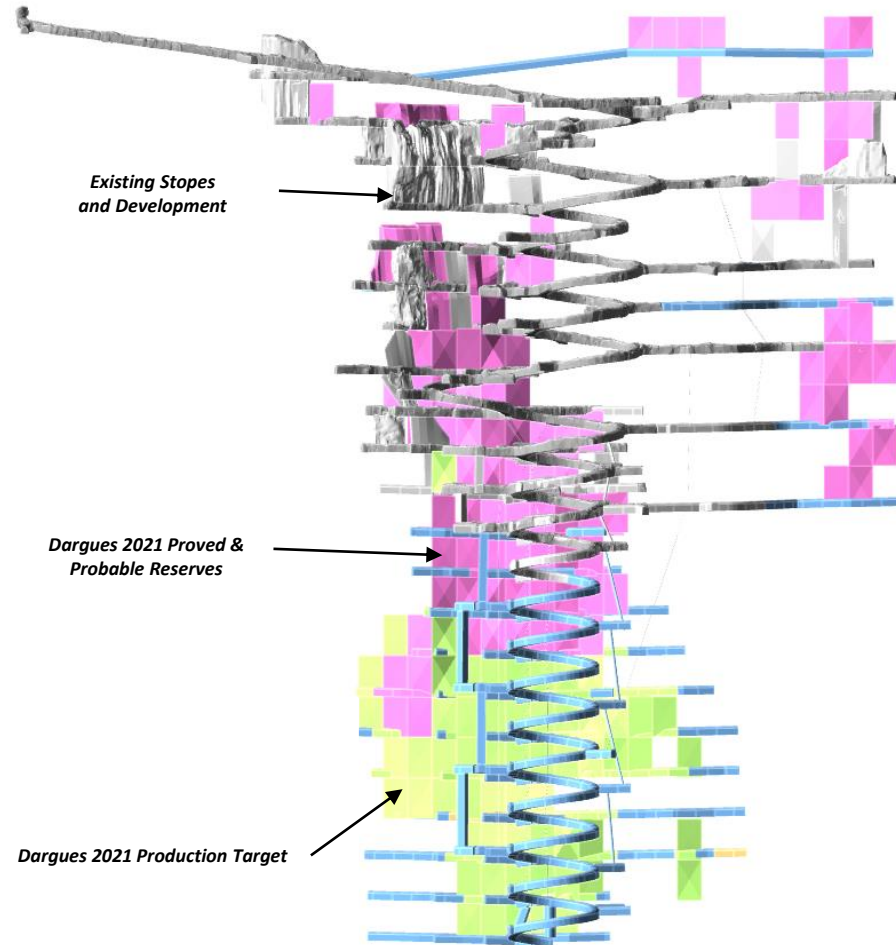 Existing Stopes
and Development
Dargues 2021 Proved &
Probable Reserves
Dargues 2021 Production Target